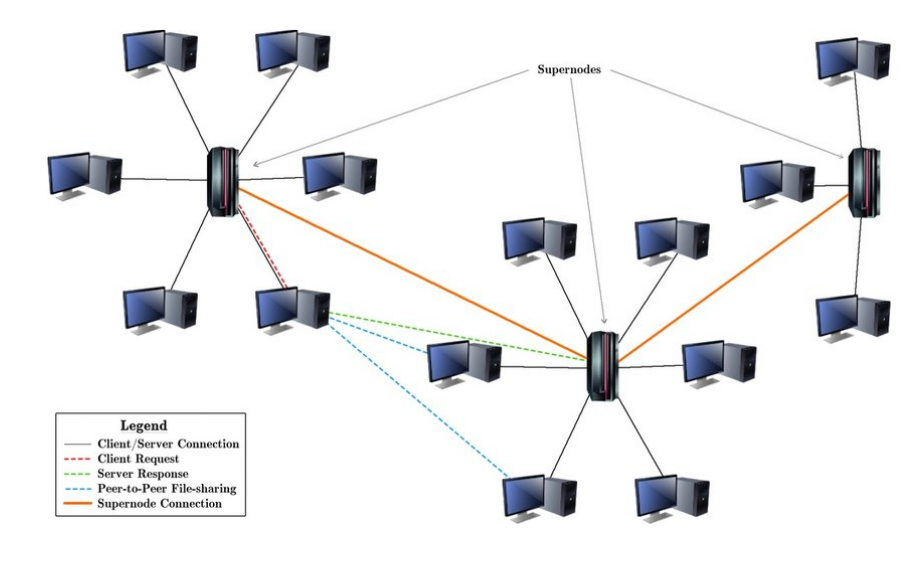 Supernodes
Legend
Client/Server Connection
Client Request
Server Response
Peer-to-Peer File-sharing
Supernode Connection